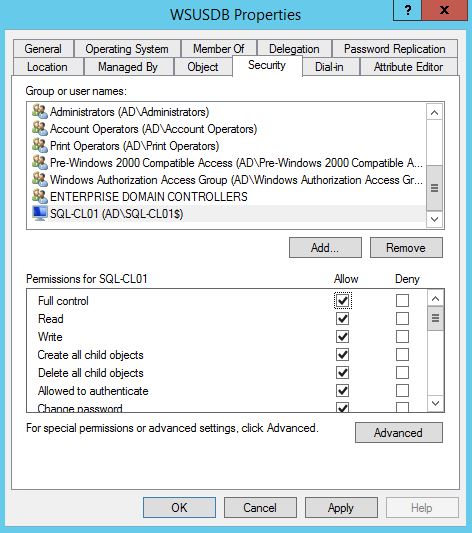 WSUSDB Properties
?
x
General
Operating System
Member Of
Delegation
Password Replication
Location
Managed By
Object
Security
Dial-in
Attribute Editor
Group or user names:
Administrators (AD\Administrators)
Account Operators (AD\Account Operators)
Print Operators (AD\Print Operators)
Pre-Windows 2000 Compatible Access (AD\Pre-Windows 2000 Compatible A...
Windows Authorization Access Group (AD\Windows Authorization Access Gr...
ENTERPRISE DOMAIN CONTROLLERS
SQL-CL01 (AD\SQL-CL01$)
Add...
Remove
Permissions for SQL-CL01
Allow
Deny
Full control
Read
Write
Create all child objects
Delete all child objects
Allowed to authenticate
Change password
For special permissions or advanced settings, click Advanced.
Advanced
OK
Cancel
Apply
Help